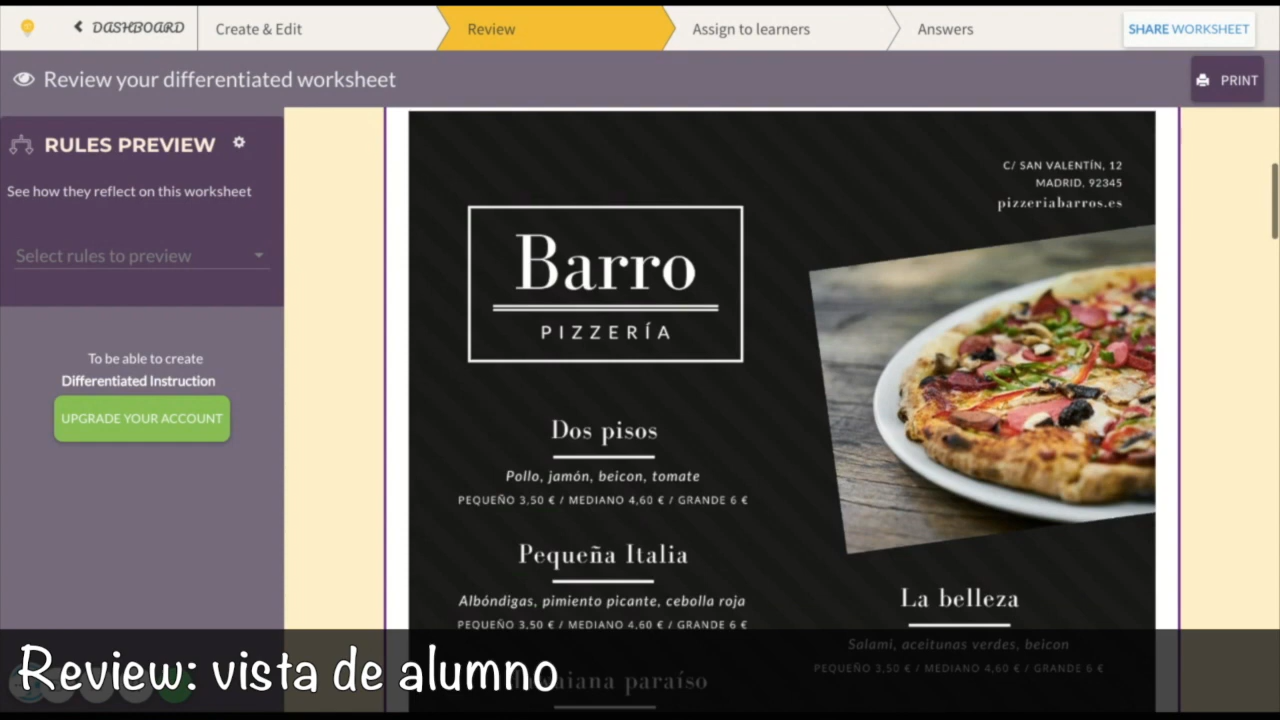 DASHBOARD
Create & Edit
Review
Assign to learners
Answers
SHARE WORKSHEET
Review your differentiated worksheet
PRINT
RULES PREVIEW
See how they reflect on this worksheet
Select rules to preview
To be able to create
Differentiated Instruction
UPGRADE YOUR ACCOUNT
C/ SAN VALENTÍN, 12
MADRID, 92345
pizzeriabarros.es
Barro
PIZZERÍA
Dos pisos
Pollo, jamón, beicon, tomate
PEQUEÑO 3,50 € / MEDIANO 4,60 € / GRANDE 6 €
Pequeña Italia
Albóndigas, pimiento picante, cebolla roja
PEQUEÑO 3,50 € / MEDIANO 4,60 € / GRANDE 6 €
La belleza
Salami, aceitunas verdes, beicon
PEQUEÑO 3,50 € / MEDIANO 4,60 € / GRANDE 6 €
paraíso
Review: vista de alumno